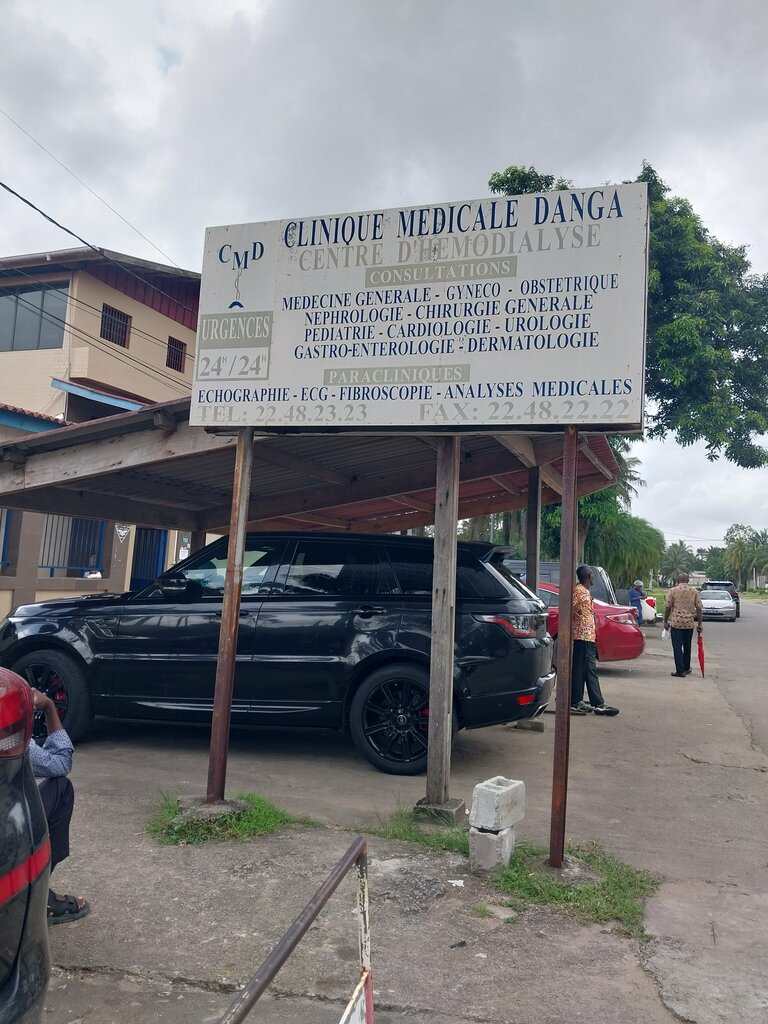 CMD
CLINIQUE MEDICALE DANGA
CENTRE D'HEMODIALYSE
CONSULTATIONS
MEDECINE GENERALE - GYNECO - OBSTETRIQUE
NEPHROLOGIE - CHIRURGIE GENERALE
PEDIATRIE - CARDIOLOGIE - UROLOGIE
GASTRO-ENTEROLOGIE - DERMATOLOGIE
URGENCES
24H/24H
PARACLINIQUES
ECHOGRAPHIE - ECG - FIBROSCOPIE - ANALYSES MEDICALES
TEL: 22.48.23.23 FAX: 22.48.22.22